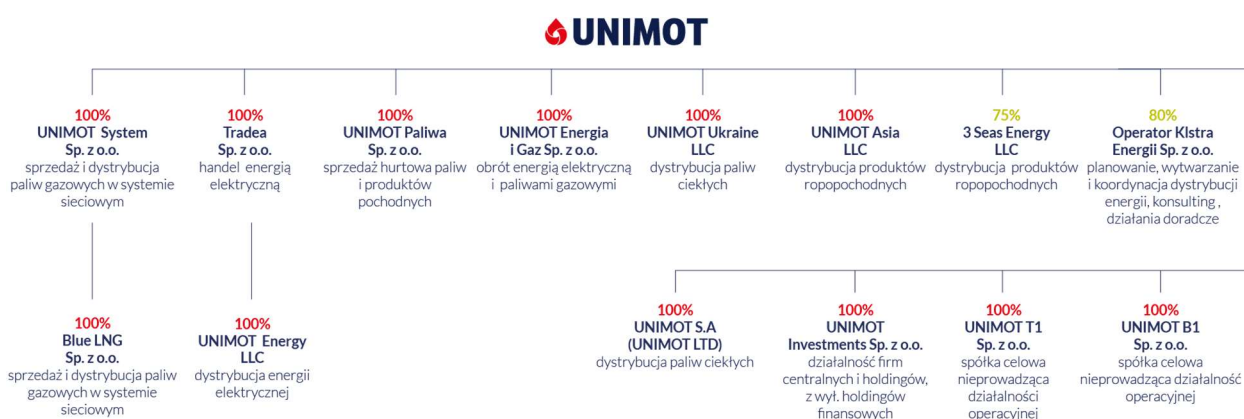 UNIMOT
100%
UNIMOT System
Sp. z o.o.
sprzedaż i dystrybucja
paliw gazowych w systemie
sieciowym
100%
Tradea
Sp. z o.o.
handel energią
elektryczną
100%
UNIMOT Paliwa
Sp. z o.o.
sprzedaż hurtowa paliw
i produktów
pochodnych
100%
UNIMOT Energia
i Gaz Sp. z o.o.
obrót energią elektryczną
i paliwami gazowymi
100%
UNIMOT Ukraine
LLC
dystrybucja paliw
ciekłych
100%
UNIMOT Asia
LLC
dystrybucja produktów
ropopochodnych
75%
3 Seas Energy
LLC
dystrybucja produktów
ropopochodnych
80%
Operator Klstra
Energii Sp. z o.o.
planowanie, wytwarzanie
i koordynacja dystrybucji
energii, konsulting ,
działania doradcze
100%
Blue LNG
Sp. z o.o.
sprzedaż i dystrybucja paliw
gazowych w systemie
sieciowym
100%
UNIMOT Energy
LLC
dystrybucja energii
elektrycznej
100%
UNIMOT S.A
(UNIMOT LTD)
dystrybucja paliw ciekłych
100%
UNIMOT
Investments Sp. z o.o.
działalność firm
centralnych i holdingów,
z wył. holdingów
finansowych
100%
UNIMOT T1
Sp. z o.o.
spółka celowa
nieprowadząca
działalności
operacyjnej
100%
UNIMOT B1
Sp. z o.o.
spółka celowa
nieprowadząca działalność
operacyjnej